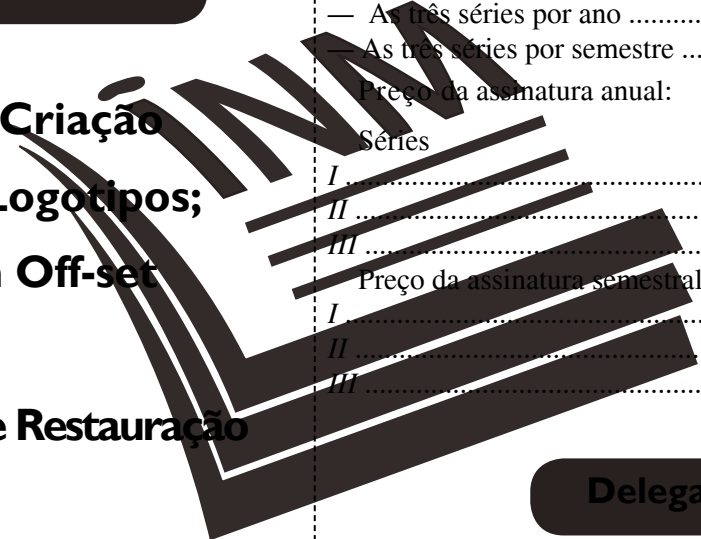 Criação
Logotipos;
Off-set
e Restauração
INM
— As três séries por ano ..........
— As três séries por semestre ...
Preço da assinatura anual:
Séries
I ..................................................
II .................................................
III ................................................
Preço da assinatura semestral
I ..................................................
II .................................................
III ................................................